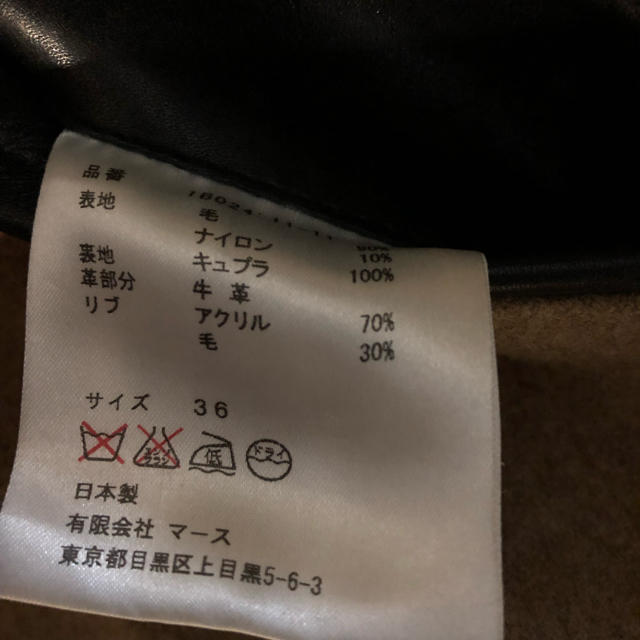 品番
表地 毛
ナイロン 10%
裏地 キュプラ 100%
革部分 牛革
リブ アクリル 70%
毛 30%
サイズ 36
低 ドライ
日本製
有限会社 マース
東京都目黒区上目黒5-6-3